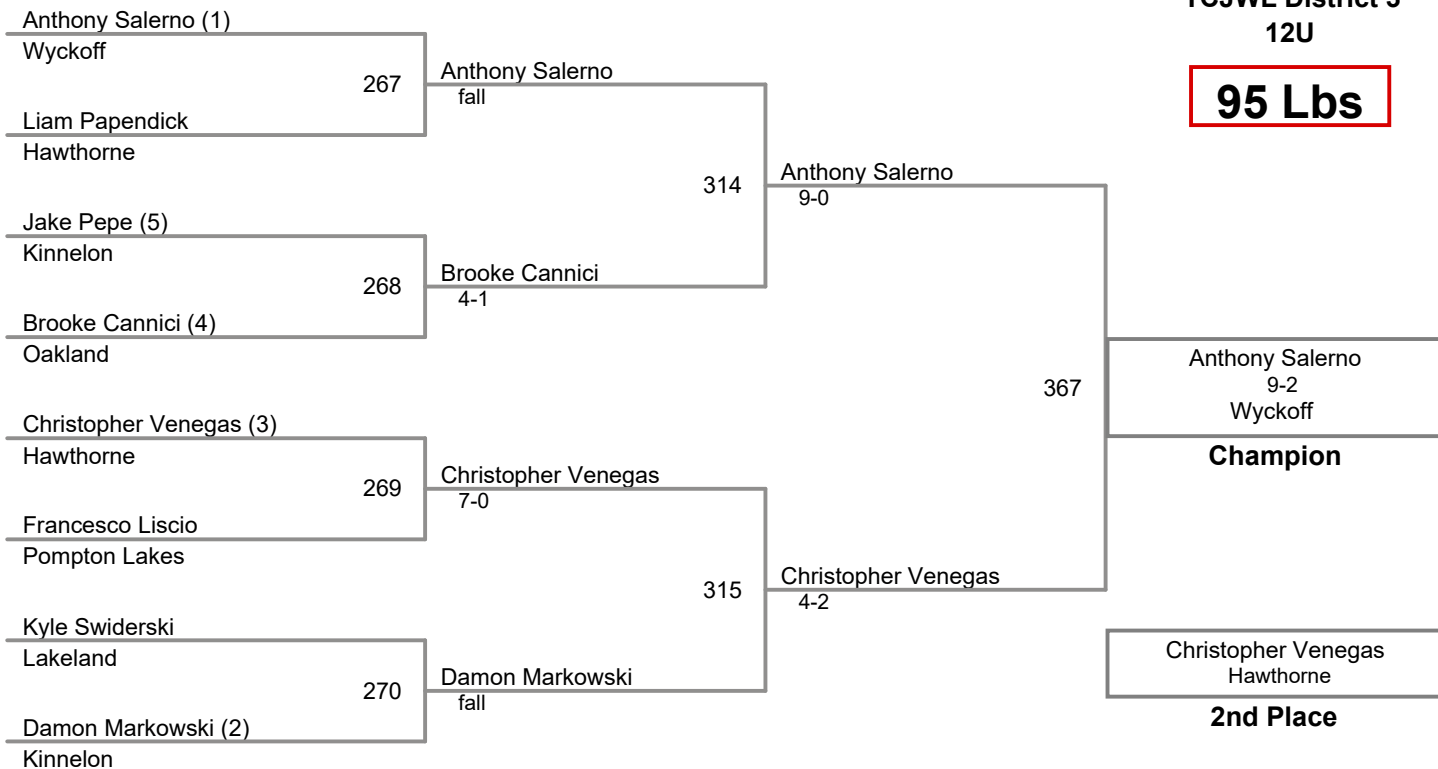 Anthony Salerno (1)
Wyckoff
267
Liam Papendick
Hawthorne
Jake Pepe (5)
Kinnelon
268
Brooke Cannici (4)
Oakland
Christopher Venegas (3)
Hawthorne
269
Francesco Liscio
Pompton Lakes
Kyle Swiderski
Lakeland
270
Damon Markowski (2)
Kinnelon
Anthony Salerno
fall
314
Brooke Cannici
4-1
Christopher Venegas
7-0
315
Damon Markowski
fall
Anthony Salerno
9-0
367
Christopher Venegas
4-2
District
12U
95 Lbs
Anthony Salerno
9-2
Wyckoff
Champion
Christopher Venegas
Hawthorne
2nd Place